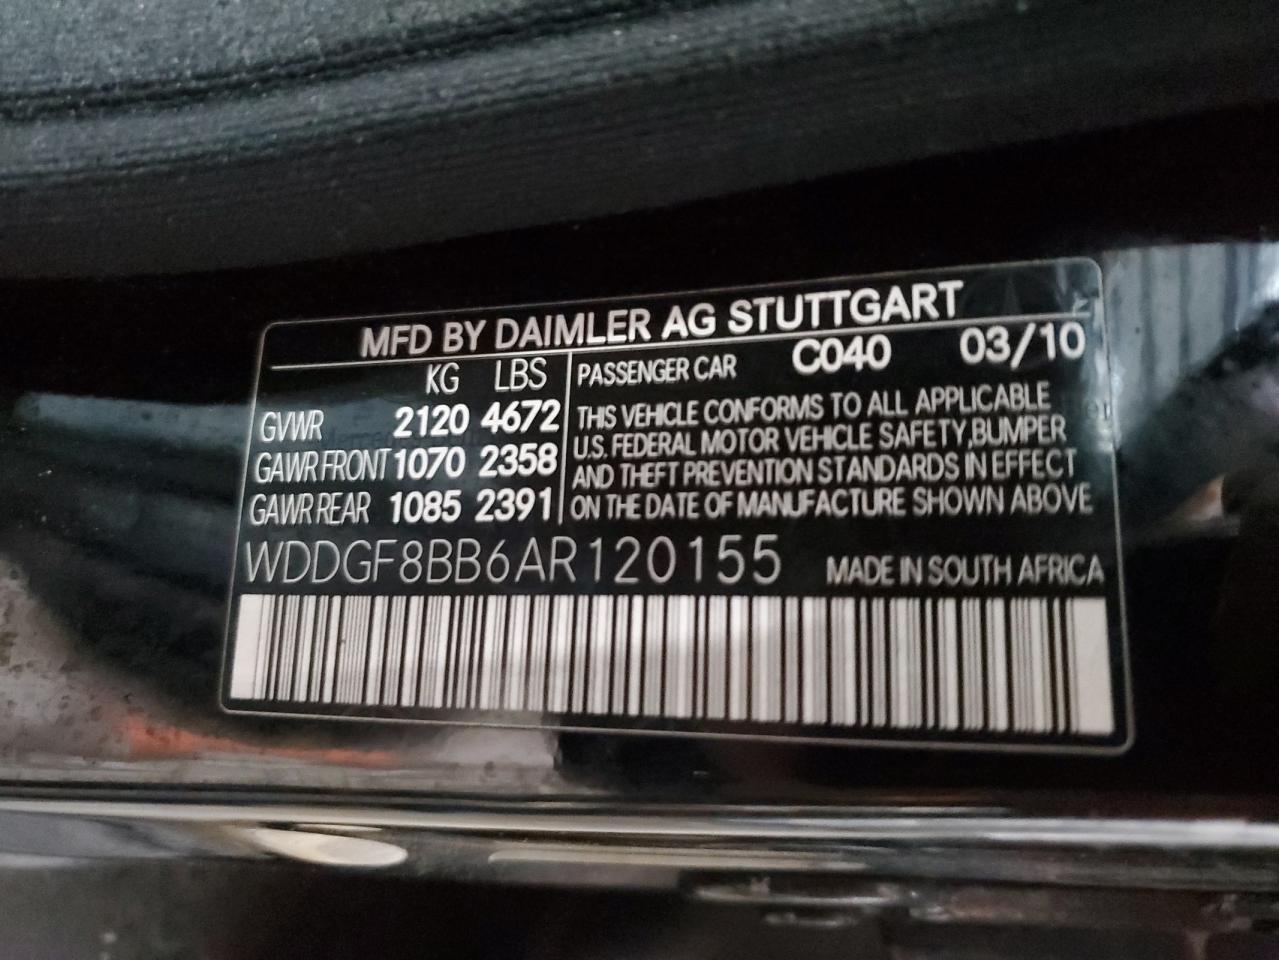 MFD BY DAIMLER AG STUTTGART
KG LBS
GVWR 2120 4672
GAWR FRONT 1070 2358
GAWR REAR 1085 2391
PASSENGER CAR C040 03/10
THIS VEHICLE CONFORMS TO ALL APPLICABLE
U.S. FEDERAL MOTOR VEHICLE SAFETY, BUMPER
AND THEFT PREVENTION STANDARDS IN EFFECT
ON THE DATE OF MANUFACTURE SHOWN ABOVE
WDDGF8BB6AR120155 MADE IN SOUTH AFRICA